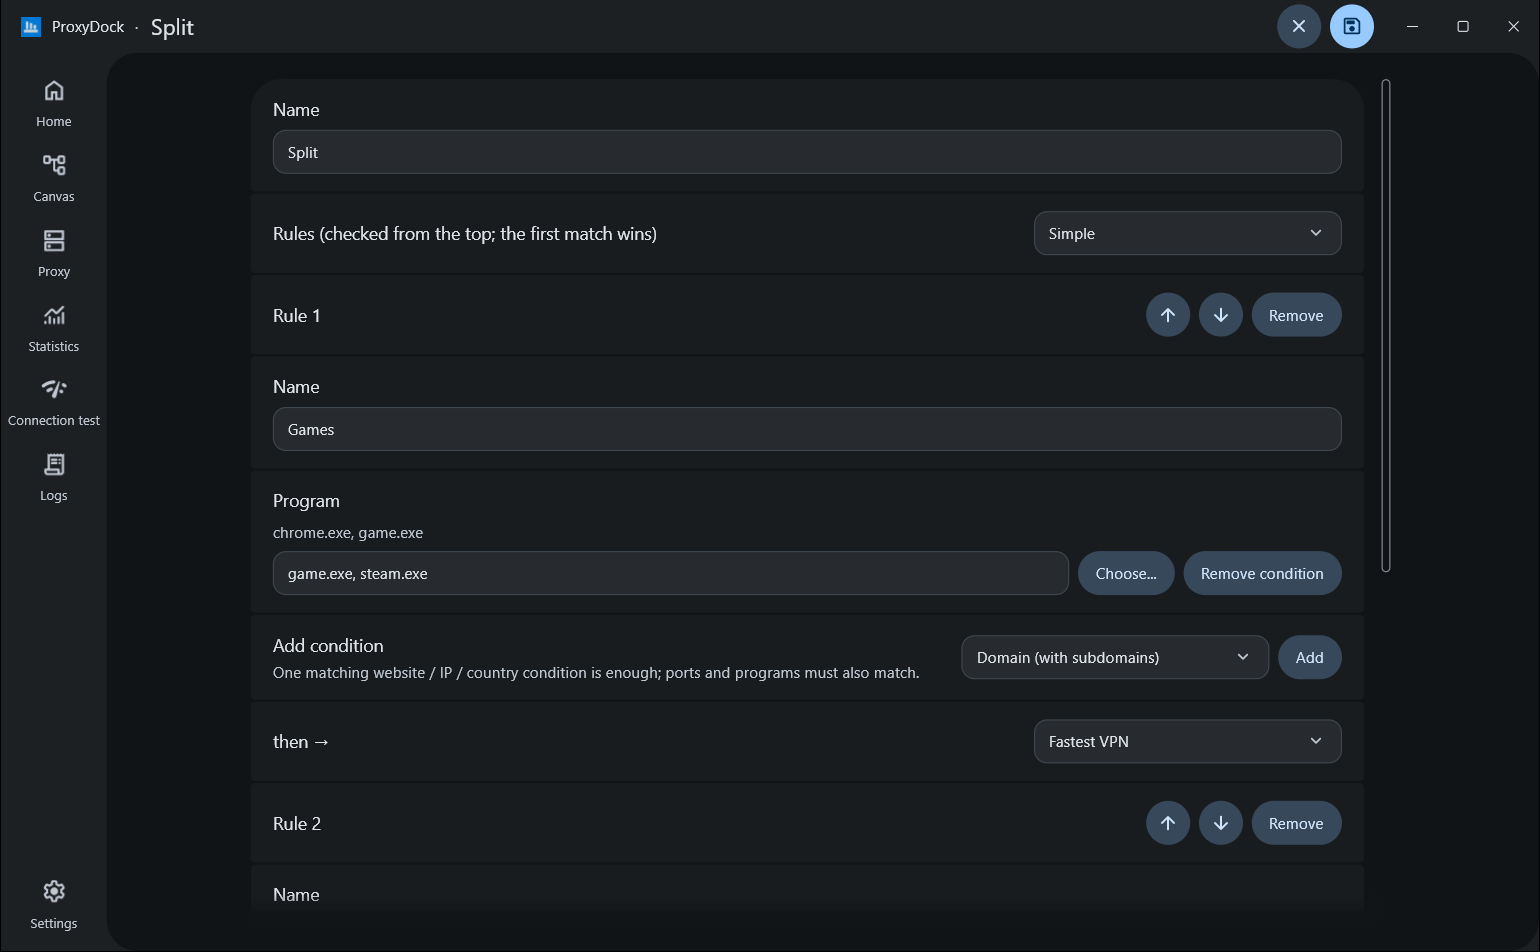 ProxyDock · Split
Home
Canvas
Proxy
Statistics
Connection test
Logs
Settings
Name
Split
Rules (checked from the top; the first match wins)
Simple
Rule 1
Remove
Name
Games
Program
chrome.exe, game.exe
game.exe, steam.exe
Choose...
Remove condition
Add condition
One matching website / IP / country condition is enough; ports and programs must also match.
Domain (with subdomains)
Add
then →
Fastest VPN
Rule 2
Remove
Name